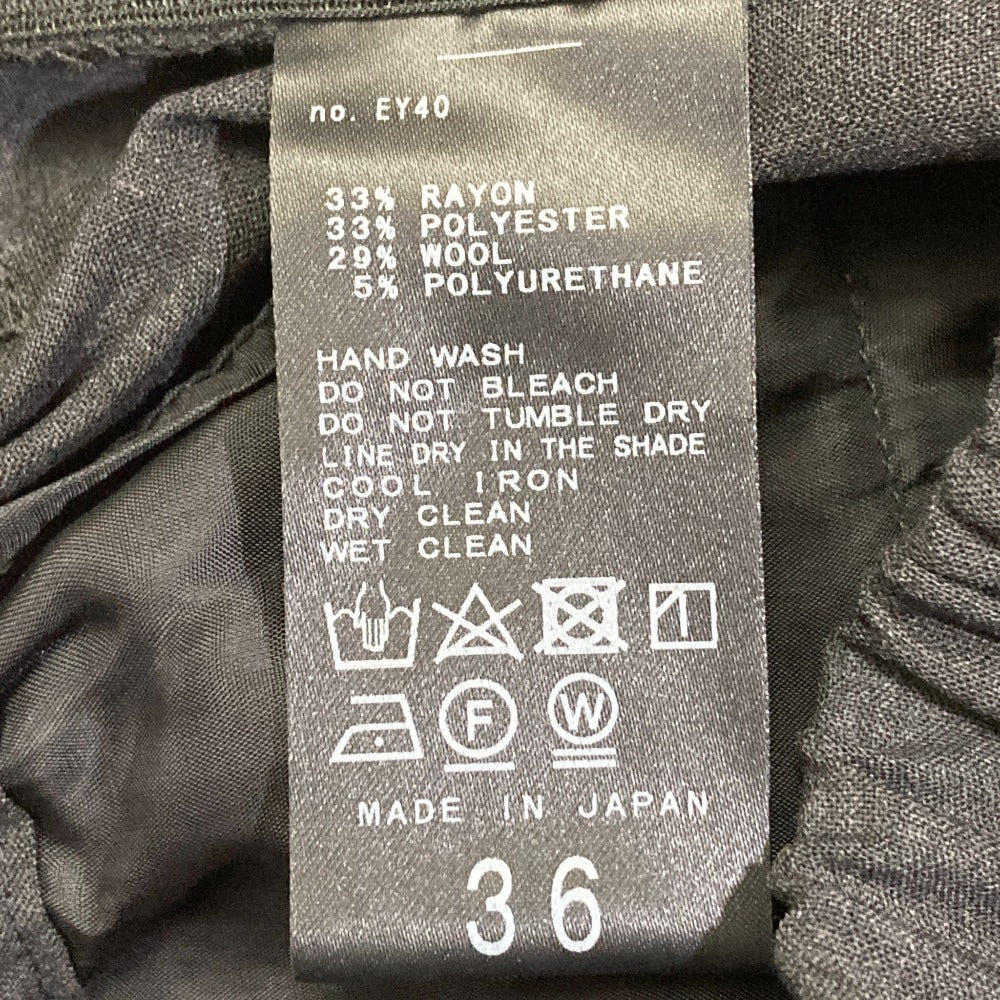 no. EY40
33% RAYON
33% POLYESTER
29% WOOL
5% POLYURETHANE
HAND WASH
DO NOT BLEACH
DO NOT TUMBLE DRY
LINE DRY IN THE SHADE
COOL IRON
DRY CLEAN
WET CLEAN
F W
MADE IN JAPAN
36